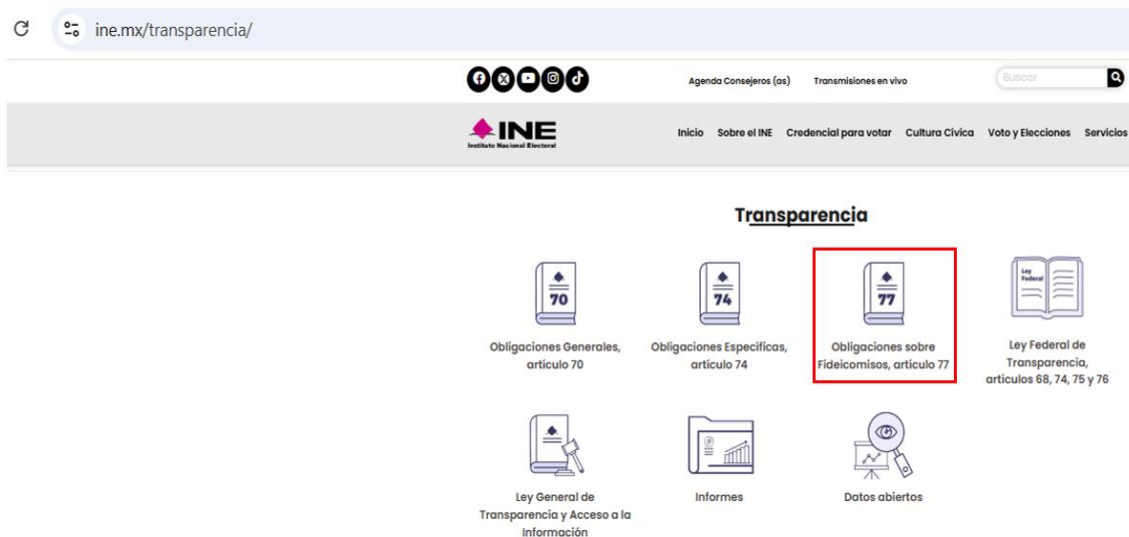 ine.mx/transparencia/
Agenda Consejeros (as) Transmisiones en vivo Buscar
INE
Instituto Nacional Electoral
Inicio Sobre el INE Credencial para votar Cultura Cívica Voto y Elecciones Servicios
Transparencia
70
74
77
Ley
Federal
Obligaciones Generales,
artículo 70
Obligaciones Específicas,
artículo 74
Obligaciones sobre
Fideicomisos, artículo 77
Ley Federal de
Transparencia,
artículos 68, 74, 75 y 76
Ley General de
Transparencia y Acceso a la
Información
Informes
Datos abiertos